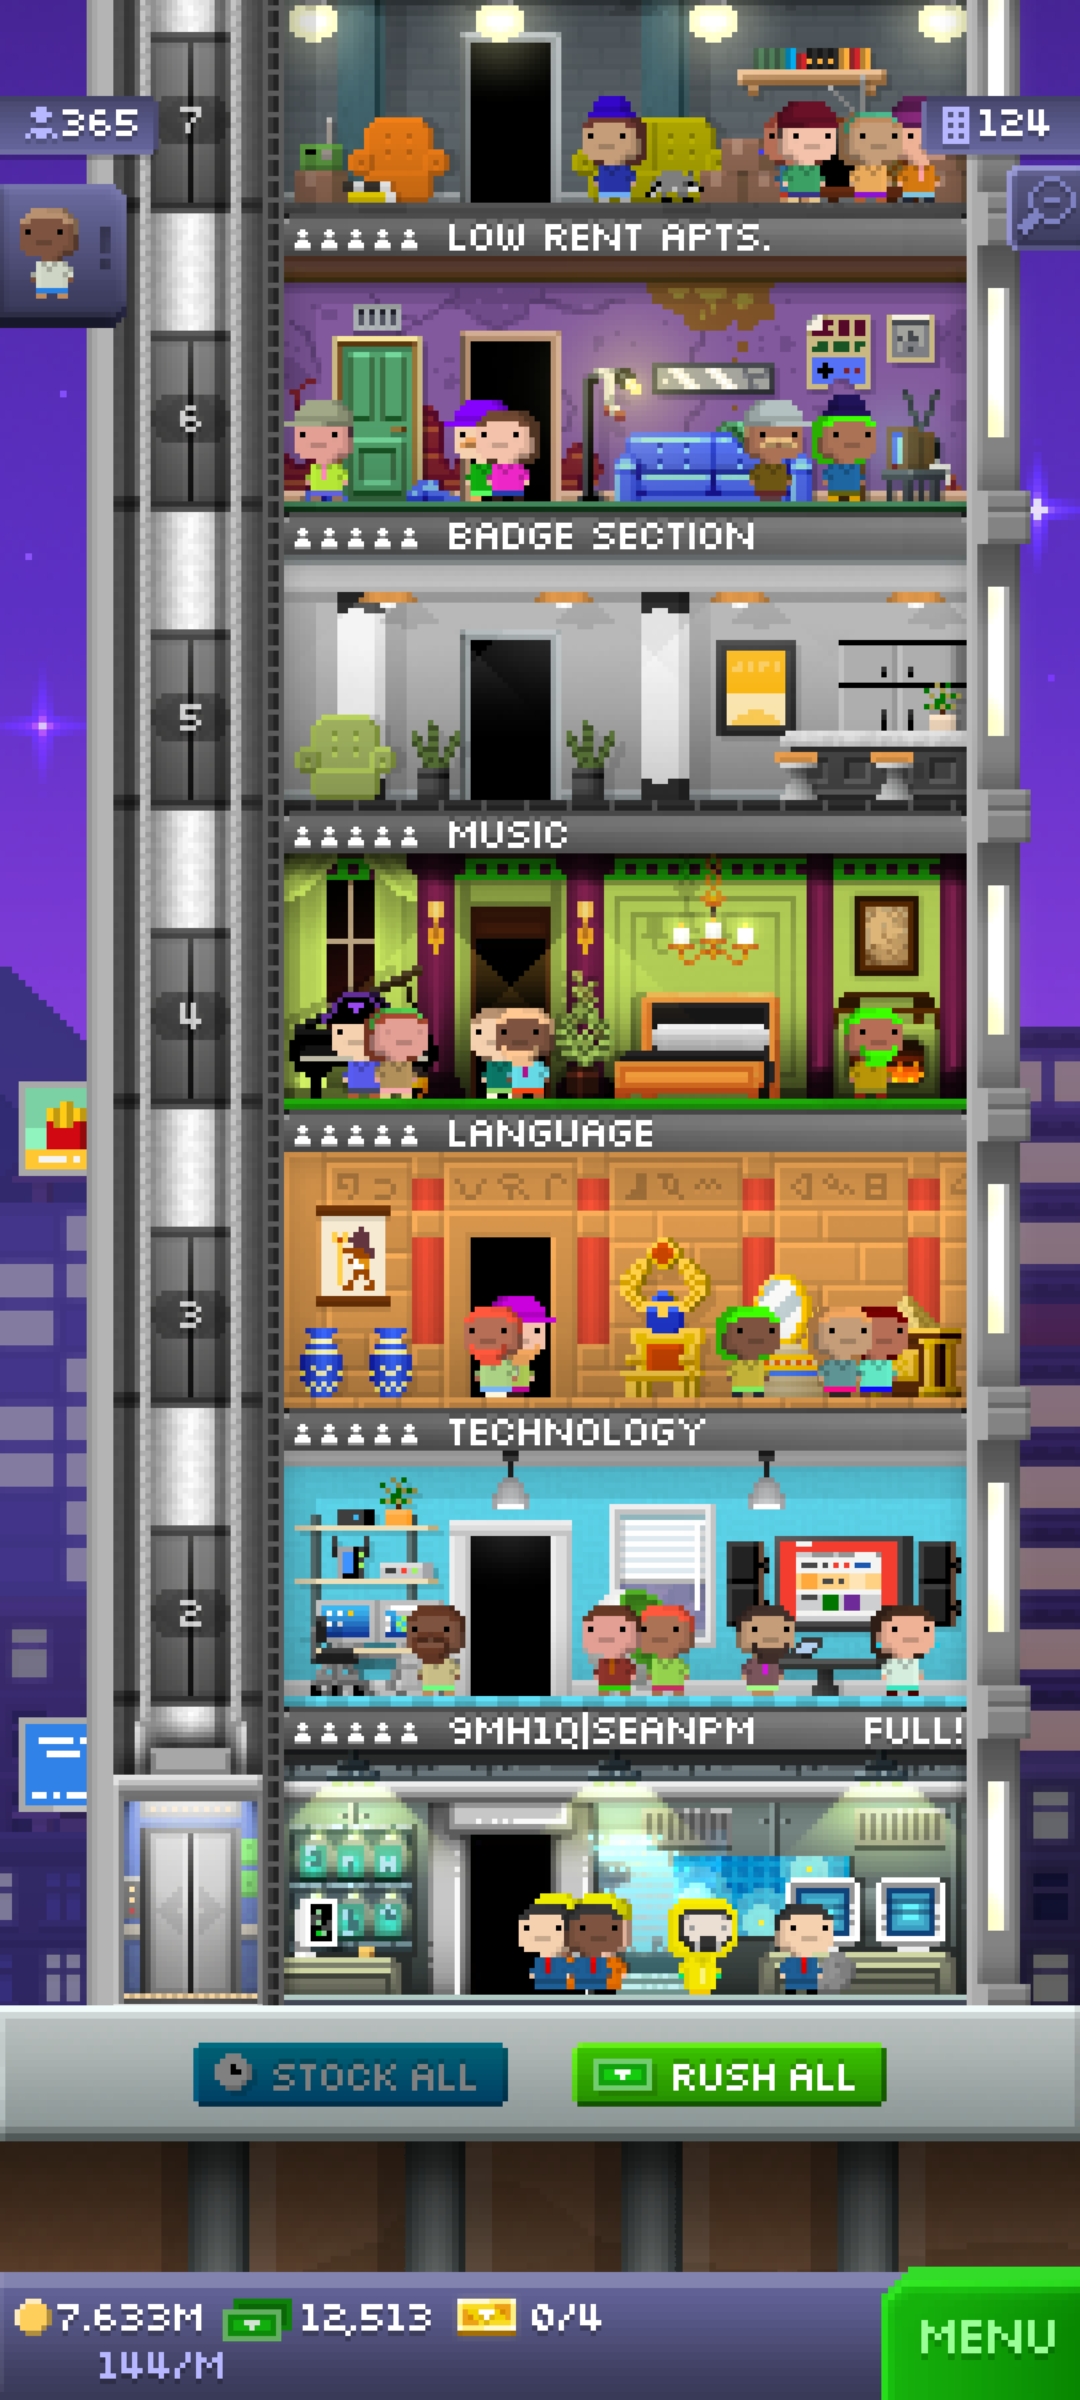 365
7
124
LOW RENT APTS.
6
BADGE SECTION
5
MUSIC
4
LANGUAGE
3
TECHNOLOGY
2
9MH1Q|SEANPM FULL!
STOCK ALL
RUSH ALL
7.633M 12,513 0/4
144/M
MENU